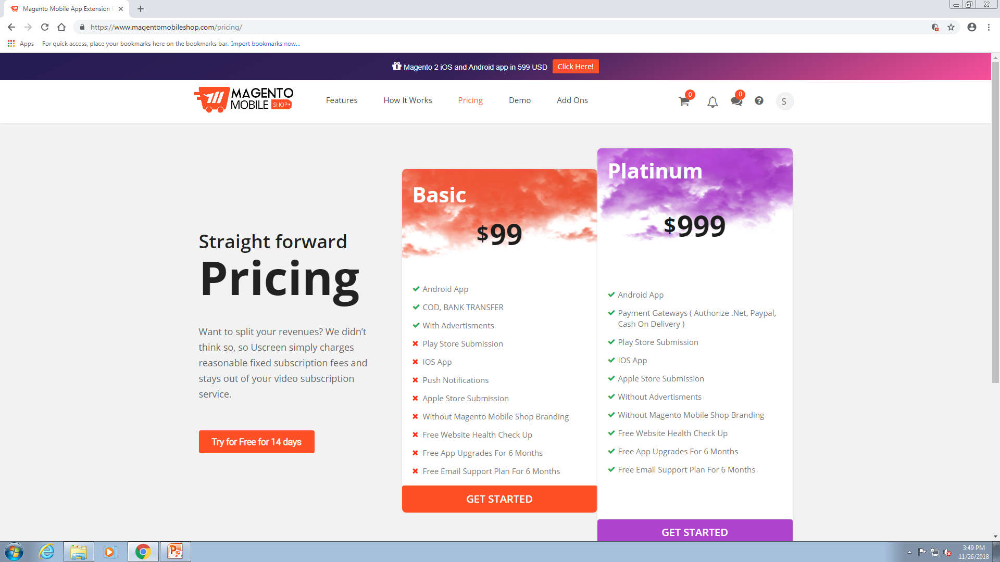 Magento Mobile App Extension
https://www.magentomobileshop.com/pricing/
Apps For quick access, place your bookmarks here on the bookmarks bar. Import bookmarks now...
Magento 2 iOS and Android app in 599 USD Click Here!
MAGENTO
MOBILE SHOP
Features How It Works Pricing Demo Add Ons 0 0 ? S
Straight forward
Pricing
Want to split your revenues? We didn’t
think so, so Uscreen simply charges
reasonable fixed subscription fees and
stays out of your video subscription
service.
Try for Free for 14 days
Basic
$99
Android App
COD, BANK TRANSFER
With Advertisments
Play Store Submission
IOS App
Push Notifications
Apple Store Submission
Without Magento Mobile Shop Branding
Free Website Health Check Up
Free App Upgrades For 6 Months
Free Email Support Plan For 6 Months
GET STARTED
Platinum
$999
Android App
Payment Gateways ( Authorize .Net, Paypal,
Cash On Delivery )
Play Store Submission
IOS App
Apple Store Submission
Without Advertisments
Without Magento Mobile Shop Branding
Free Website Health Check Up
Free App Upgrades For 6 Months
Free Email Support Plan For 6 Months
GET STARTED
3:49 PM
11/26/2018